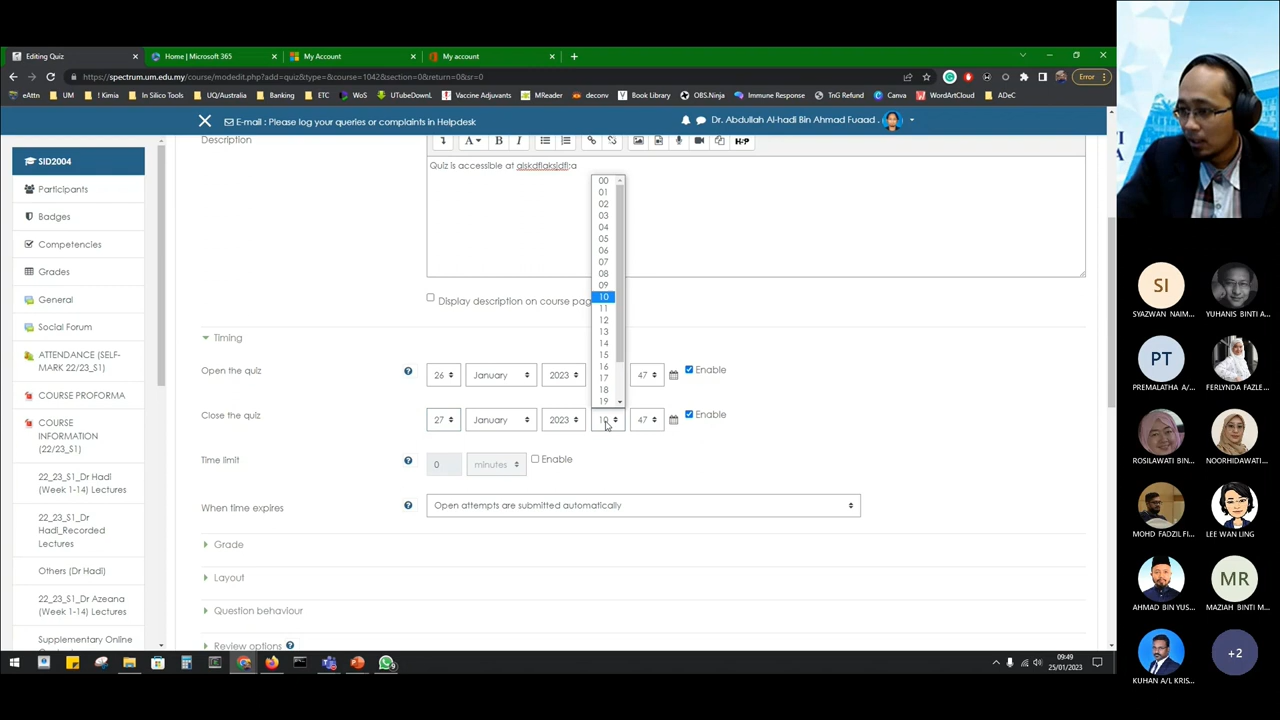 Editing Quiz
Home | Microsoft 365
My Account
My account
https://spectrum.um.edu.my/course/modedit.php?add=quiz&type=&course=1042&section=0&return=0&sr=0
Error
eAttn
UM
! Kimia
In Silico Tools
UQ/Australia
Banking
ETC
WoS
UTubeDownL
Vaccine Adjuvants
MReader
deconv
Book Library
OBS.Ninja
Immune Response
TnG Refund
Canva
WordArtCloud
ADeC
E-mail : Please log your queries or complaints in Helpdesk
Dr. Abdullah Al-hadi Bin Ahmad Fuaad .
SID2004
Participants
Badges
Competencies
Grades
General
Social Forum
ATTENDANCE (SELF-
MARK 22/23_S1)
COURSE PROFORMA
COURSE
INFORMATION
(22/23_S1)
22_23_S1_Dr Hadi
(Week 1-14) Lectures
22_23_S1_Dr
Hadi_Recorded
Lectures
Others (Dr Hadi)
22_23_S1_Dr Azeana
(Week 1-14) Lectures
Supplementary Online
Description
A
B
I
H-P
Quiz is accessible at
00
01
02
03
04
05
06
07
08
09
10
11
12
13
14
15
16
17
18
19
Display description on course pag
Timing
Open the quiz
26
January
2023
47
Enable
Close the quiz
27
January
2023
10
47
Enable
Time limit
0
minutes
Enable
When time expires
Open attempts are submitted automatically
Grade
Layout
Question behaviour
Review options
09:49
25/01/2023
SI
SYAZWAN NAIM...
YUHANIS BINTI A...
PT
PREMALATHA A/...
FERLYNDA FAZLE...
ROSILAWATI BIN...
NOORHIDAWATI ...
MOHD FADZIL FI...
LEE WAN LING
AHMAD BIN YUS...
MR
MAZIAH BINTI M...
KUHAN A/L KRIS...
+2